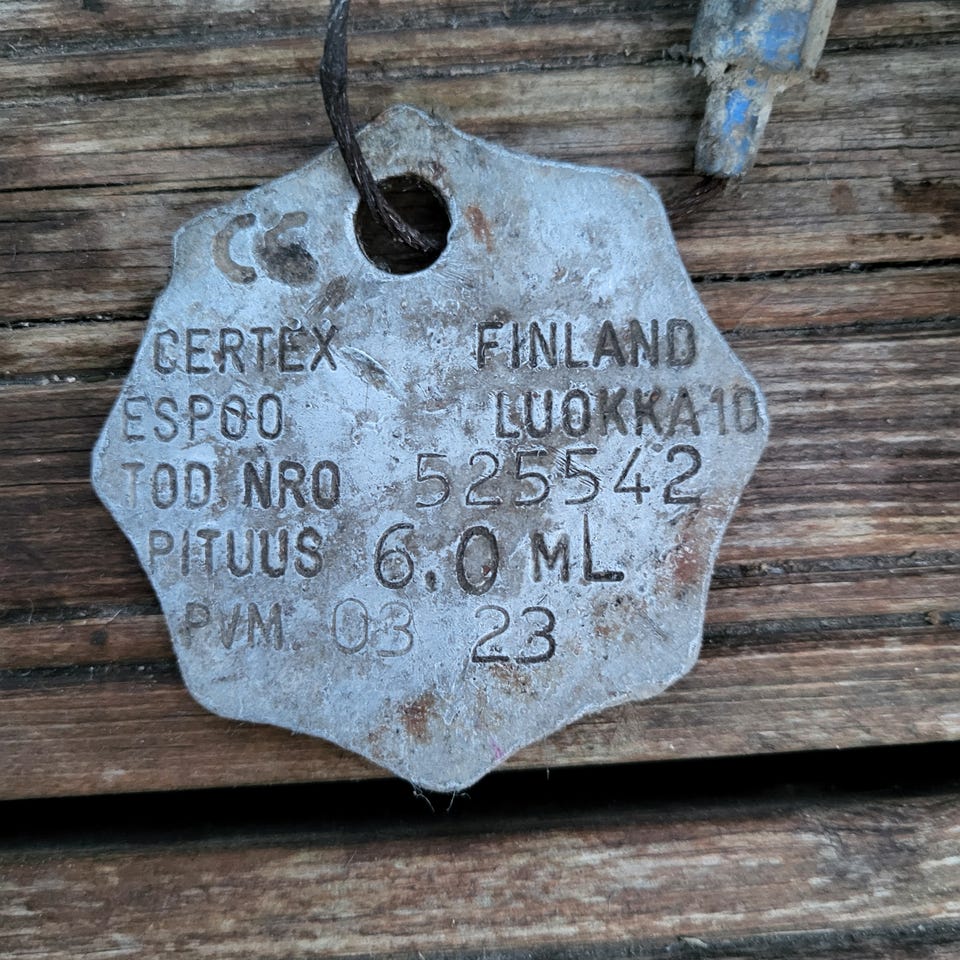 CE
CERTEX FINLAND
ESPOO LUOKKA 10
TOD. NRO 525542
PITUUS 6.0 ML
PVM. 03 23